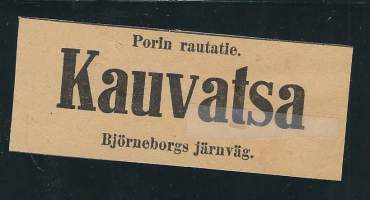 Porin rautatie.
Kauvatsa
Björneborgs järnväg.